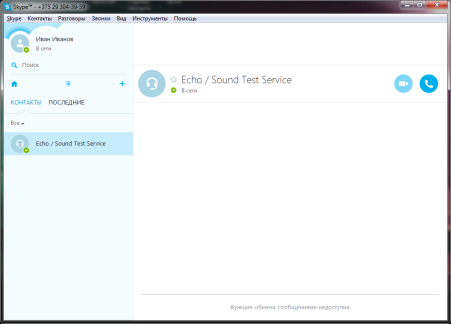 Skype™ - +375 29 304-39-39
Skype Контакты Разговоры Звонки Вид Инструменты Помощь
Иван Иванов
В сети
Поиск
КОНТАКТЫ ПОСЛЕДНИЕ
Все
Echo / Sound Test Service
Echo / Sound Test Service
В сети
Функция обмена сообщениями недоступна.